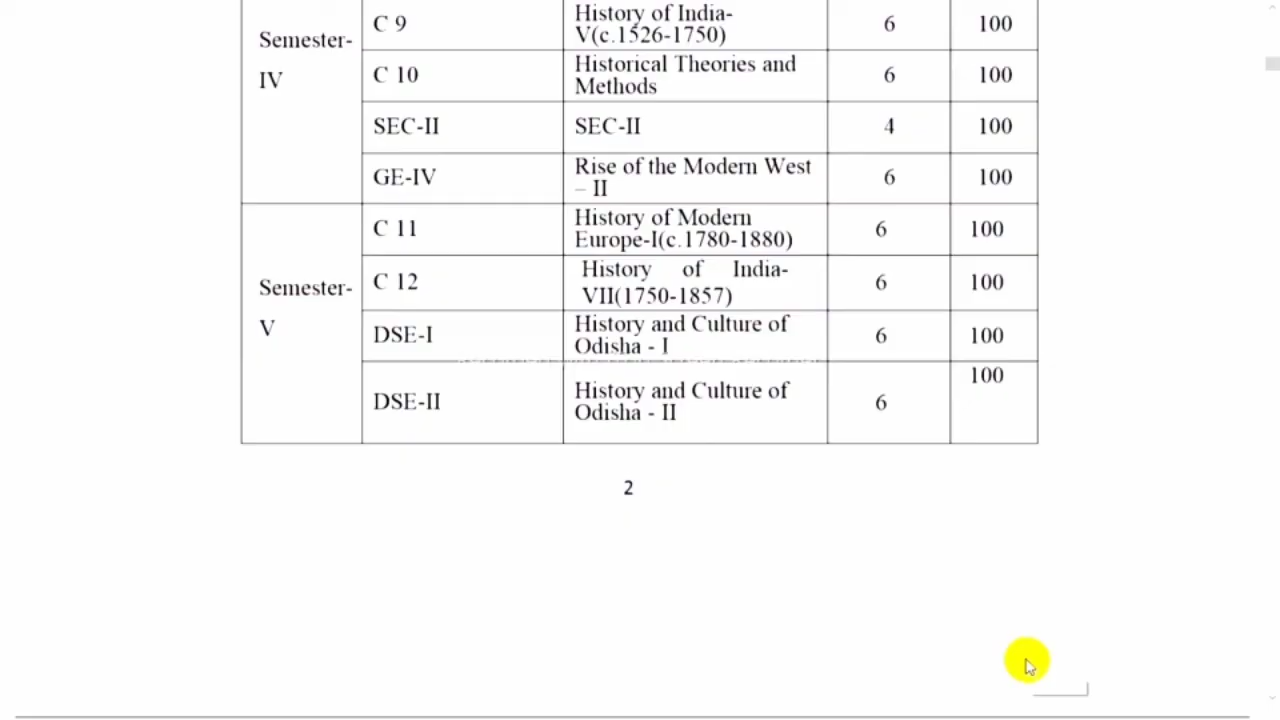 Semester-
IV
C 9
History of India-
V(c.1526-1750)
6
100
C 10
Historical Theories and
Methods
6
100
SEC-II
SEC-II
4
100
GE-IV
Rise of the Modern West
– II
6
100
Semester-
V
C 11
History of Modern
Europe-I(c.1780-1880)
6
100
C 12
History of India-
VII(1750-1857)
6
100
DSE-I
History and Culture of
Odisha - I
6
100
DSE-II
History and Culture of
Odisha - II
6
100
2